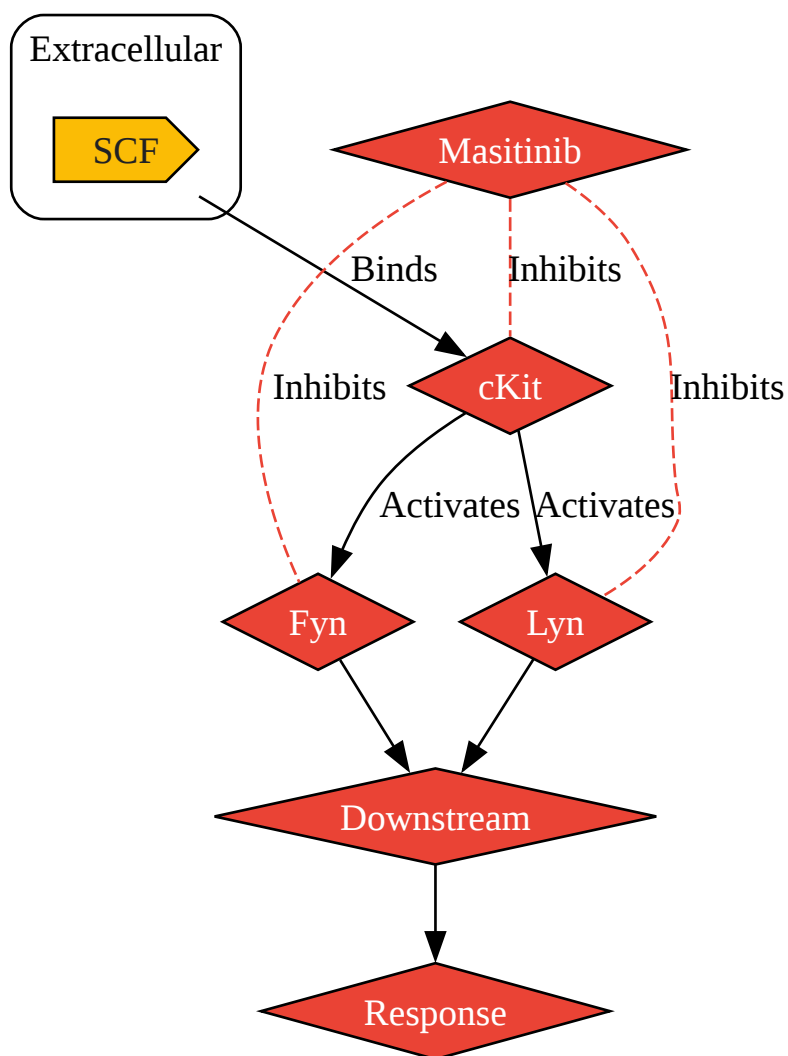 Extracellular
SCF
Masitinib
Binds
Inhibits
Inhibits
cKit
Inhibits
Activates
Activates
Fyn
Lyn
Downstream
Response